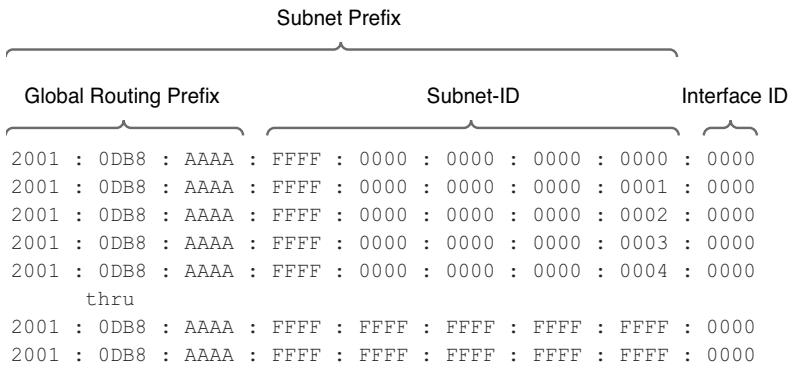 Subnet Prefix
Global Routing Prefix Subnet-ID Interface ID
2001 : 0DB8 : AAAA : FFFF : 0000 : 0000 : 0000 : 0000 : 0000
2001 : 0DB8 : AAAA : FFFF : 0000 : 0000 : 0000 : 0001 : 0000
2001 : 0DB8 : AAAA : FFFF : 0000 : 0000 : 0000 : 0002 : 0000
2001 : 0DB8 : AAAA : FFFF : 0000 : 0000 : 0000 : 0003 : 0000
2001 : 0DB8 : AAAA : FFFF : 0000 : 0000 : 0000 : 0004 : 0000
thru
2001 : 0DB8 : AAAA : FFFF : FFFF : FFFF : FFFF : FFFF : 0000
2001 : 0DB8 : AAAA : FFFF : FFFF : FFFF : FFFF : FFFF : 0000